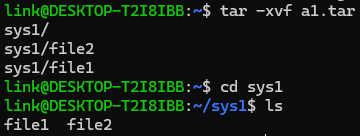 link@DESKTOP-T2I8IBB:~$ tar -xvf a1.tar
sys1/
sys1/file2
sys1/file1
link@DESKTOP-T2I8IBB:~$ cd sys1
link@DESKTOP-T2I8IBB:~/sys1$ ls
file1  file2